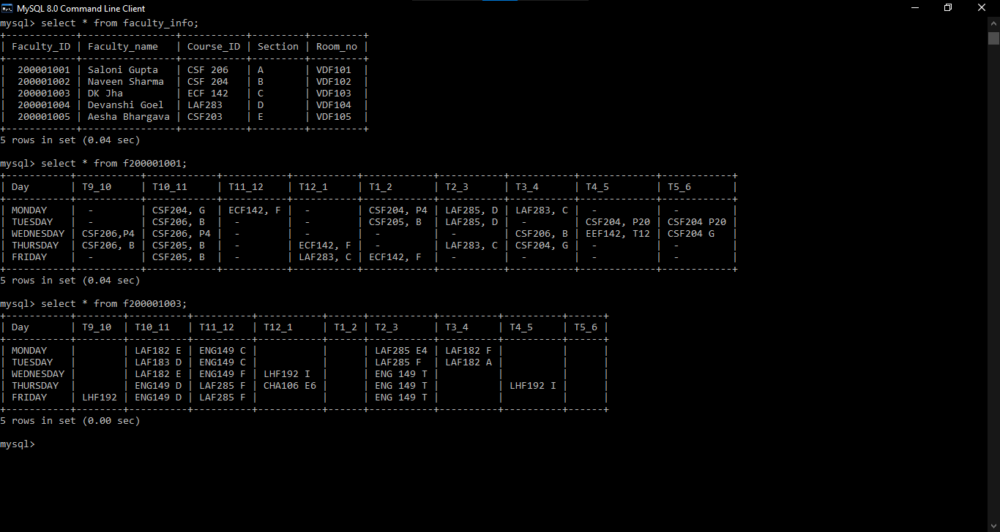 MySQL 8.0 Command Line Client
mysql> select * from faculty_info;
+------------+----------------+-----------+---------+---------+
| Faculty_ID | Faculty_name   | Course_ID | Section | Room_no |
+------------+----------------+-----------+---------+---------+
|  200001001 | Saloni Gupta   | CSF 206   | A       | VDF101  |
|  200001002 | Naveen Sharma  | CSF 204   | B       | VDF102  |
|  200001003 | DK Jha         | ECF 142   | C       | VDF103  |
|  200001004 | Devanshi Goel  | LAF283    | D       | VDF104  |
|  200001005 | Aesha Bhargava | CSF203    | E       | VDF105  |
+------------+----------------+-----------+---------+---------+
5 rows in set (0.04 sec)
mysql> select * from f200001001;
+-----------+-----------+------------+-----------+-----------+------------+-----------+-----------+-------------+------------+
| Day       | T9_10     | T10_11     | T11_12    | T12_1     | T1_2       | T2_3      | T3_4      | T4_5        | T5_6       |
+-----------+-----------+------------+-----------+-----------+------------+-----------+-----------+-------------+------------+
| MONDAY    |  -        | CSF204, G  | ECF142, F |  -        | CSF204, P4 | LAF285, D | LAF283, C |  -          |  -         |
| TUESDAY   |  -        | CSF206, B  |  -        |  -        | CSF205, B  | LAF285, D |  -        | CSF204, P20 | CSF204 P20 |
| WEDNESDAY | CSF206,P4 | CSF206, P4 |  -        |  -        |  -         |  -        | CSF206, B | EEF142, T12 | CSF204 G   |
| THURSDAY  | CSF206, B | CSF205, B  |  -        | ECF142, F |  -         | LAF283, C | CSF204, G |  -          |  -         |
| FRIDAY    |  -        | CSF205, B  |  -        | LAF283, C | ECF142, F  |  -        |  -        |  -          |  -         |
+-----------+-----------+------------+-----------+-----------+------------+-----------+-----------+-------------+------------+
5 rows in set (0.04 sec)
mysql> select * from f200001003;
+-----------+--------+----------+----------+-----------+------+-----------+----------+----------+------+
| Day       | T9_10  | T10_11   | T11_12   | T12_1     | T1_2 | T2_3      | T3_4     | T4_5     | T5_6 |
+-----------+--------+----------+----------+-----------+------+-----------+----------+----------+------+
| MONDAY    |        | LAF182 E | ENG149 C |           |      | LAF285 E4 | LAF182 F |          |      |
| TUESDAY   |        | LAF183 D | ENG149 C |           |      | LAF285 F  | LAF182 A |          |      |
| WEDNESDAY |        | LAF182 E | ENG149 F | LHF192 I  |      | ENG 149 T |          |          |      |
| THURSDAY  |        | ENG149 D | LAF285 F | CHA106 E6 |      | ENG 149 T |          | LHF192 I |      |
| FRIDAY    | LHF192 | ENG149 D | LAF285 F |           |      | ENG 149 T |          |          |      |
+-----------+--------+----------+----------+-----------+------+-----------+----------+----------+------+
5 rows in set (0.00 sec)
mysql>